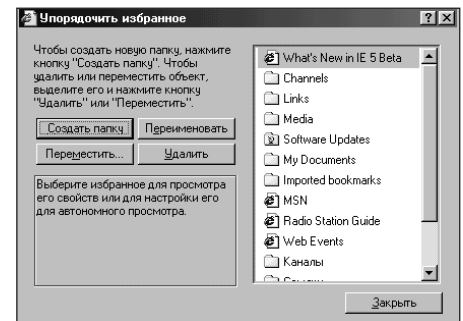 Упорядочить избранное
Чтобы создать новую папку, нажмите
кнопку "Создать папку". Чтобы
удалить или переместить объект,
выделите его и нажмите кнопку
"Удалить" или "Переместить".
Создать папку
Переименовать
Переместить...
Удалить
Выберите избранное для просмотра
его свойств или для настройки его
для автономного просмотра.
What's New in IE 5 Beta
Channels
Links
Media
Software Updates
My Documents
Imported bookmarks
MSN
Radio Station Guide
Web Events
Каналы
Закрыть